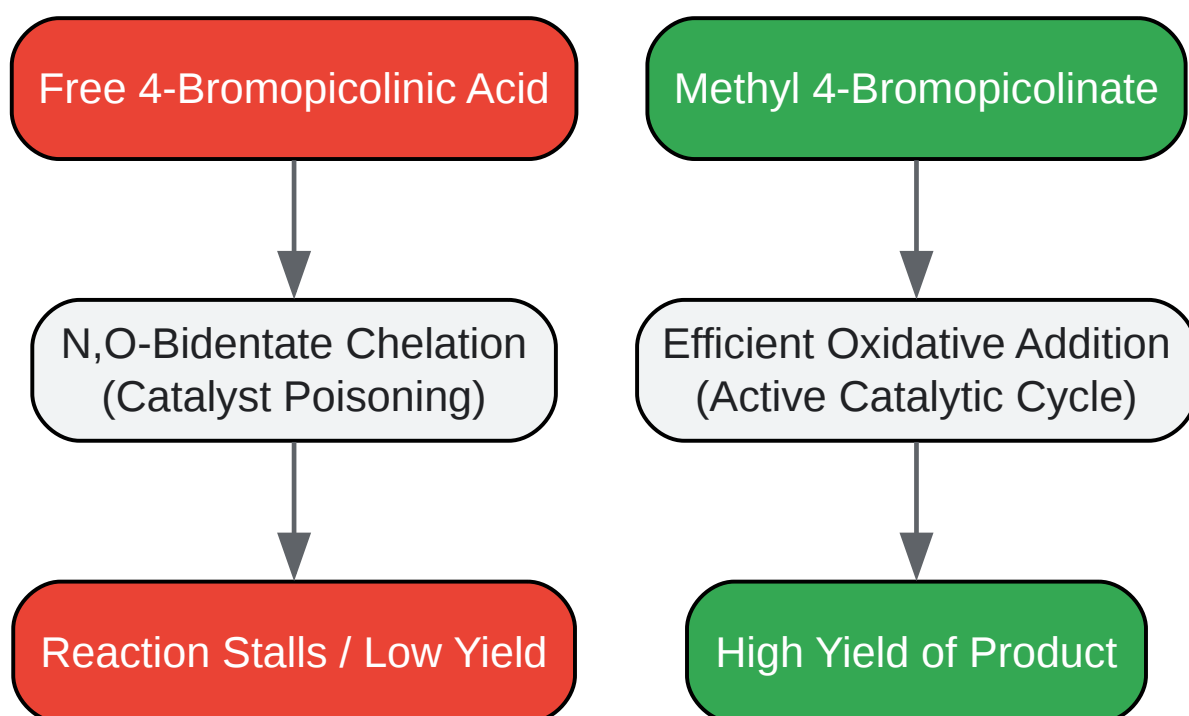 Free 4-Bromopicolinic Acid
Methyl 4-Bromopicolinate
N,O-Bidentate Chelation
(Catalyst Poisoning)
Efficient Oxidative Addition
(Active Catalytic Cycle)
Reaction Stalls / Low Yield
High Yield of Product